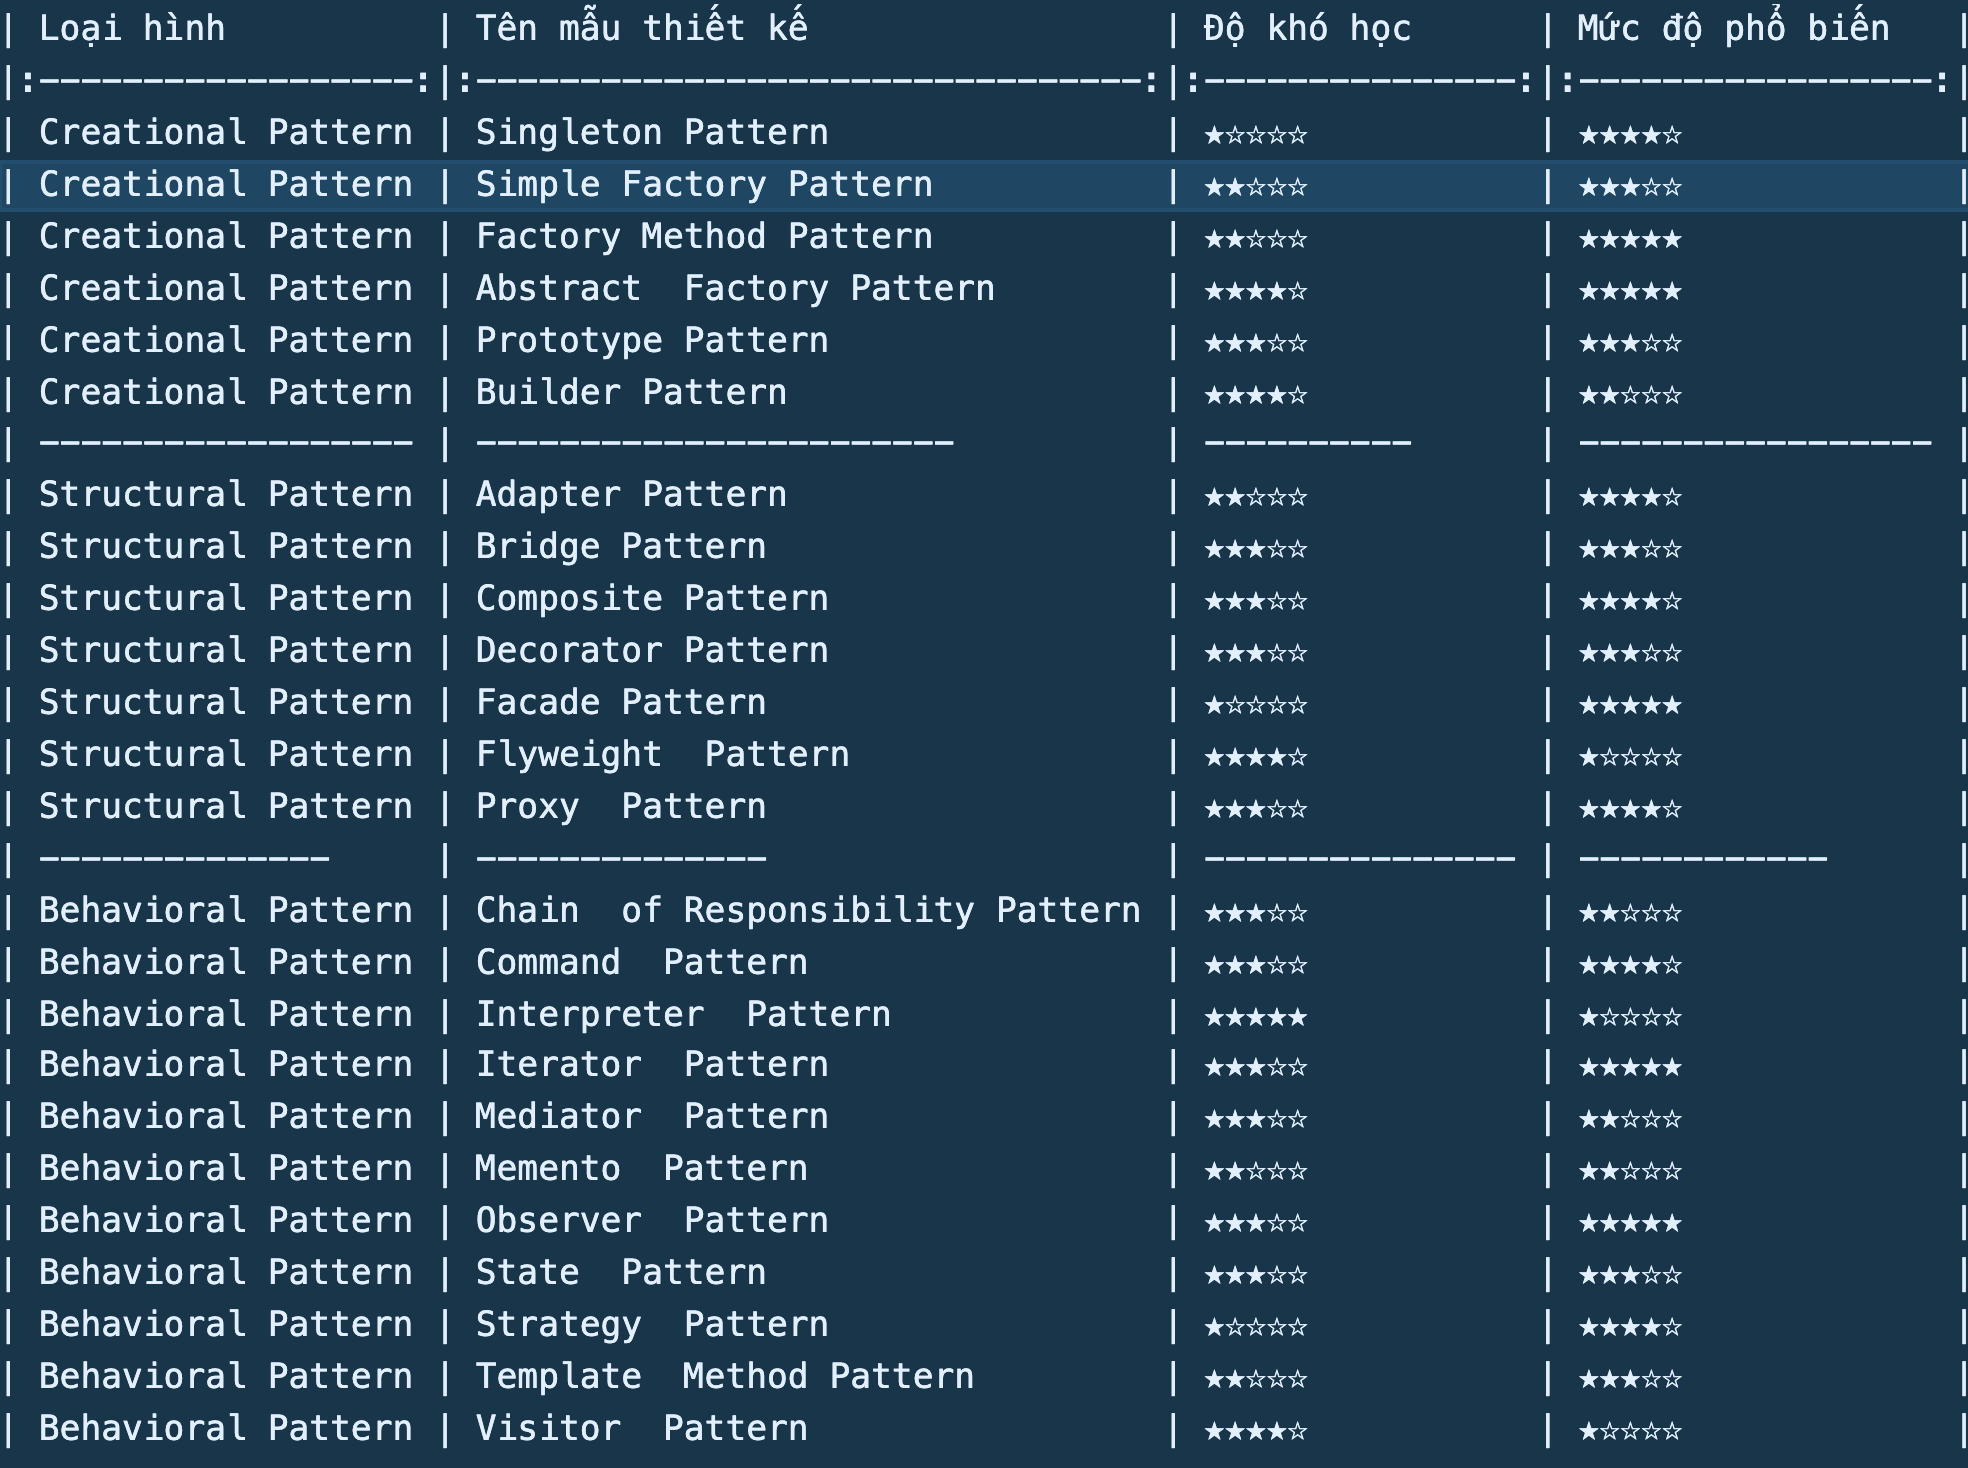 | Loại hình          | Tên mẫu thiết kế                 | Độ khó học      | Mức độ phổ biến   |
|:------------------:|:--------------------------------:|:---------------:|:-----------------:|
| Creational Pattern | Singleton Pattern                | ★☆☆☆☆           | ★★★★☆             |
| Creational Pattern | Simple Factory Pattern           | ★★☆☆☆           | ★★★☆☆             |
| Creational Pattern | Factory Method Pattern           | ★★☆☆☆           | ★★★★★             |
| Creational Pattern | Abstract  Factory Pattern        | ★★★★☆           | ★★★★★             |
| Creational Pattern | Prototype Pattern                | ★★★☆☆           | ★★★☆☆             |
| Creational Pattern | Builder Pattern                  | ★★★★☆           | ★★☆☆☆             |
| ------------------ | -----------------------          | ----------      | ----------------- |
| Structural Pattern | Adapter Pattern                  | ★★☆☆☆           | ★★★★☆             |
| Structural Pattern | Bridge Pattern                   | ★★★☆☆           | ★★★☆☆             |
| Structural Pattern | Composite Pattern                | ★★★☆☆           | ★★★★☆             |
| Structural Pattern | Decorator Pattern                | ★★★☆☆           | ★★★☆☆             |
| Structural Pattern | Facade Pattern                   | ★☆☆☆☆           | ★★★★★             |
| Structural Pattern | Flyweight  Pattern               | ★★★★☆           | ★☆☆☆☆             |
| Structural Pattern | Proxy  Pattern                   | ★★★☆☆           | ★★★★☆             |
| --------------     | --------------                   | --------------- | ------------      |
| Behavioral Pattern | Chain  of Responsibility Pattern | ★★★☆☆           | ★★☆☆☆             |
| Behavioral Pattern | Command  Pattern                 | ★★★☆☆           | ★★★★☆             |
| Behavioral Pattern | Interpreter  Pattern             | ★★★★★           | ★☆☆☆☆             |
| Behavioral Pattern | Iterator  Pattern                | ★★★☆☆           | ★★★★★             |
| Behavioral Pattern | Mediator  Pattern                | ★★★☆☆           | ★★☆☆☆             |
| Behavioral Pattern | Memento  Pattern                 | ★★☆☆☆           | ★★☆☆☆             |
| Behavioral Pattern | Observer  Pattern                | ★★★☆☆           | ★★★★★             |
| Behavioral Pattern | State  Pattern                   | ★★★☆☆           | ★★★☆☆             |
| Behavioral Pattern | Strategy  Pattern                | ★☆☆☆☆           | ★★★★☆             |
| Behavioral Pattern | Template  Method Pattern         | ★★☆☆☆           | ★★★☆☆             |
| Behavioral Pattern | Visitor  Pattern                 | ★★★★☆           | ★☆☆☆☆             |